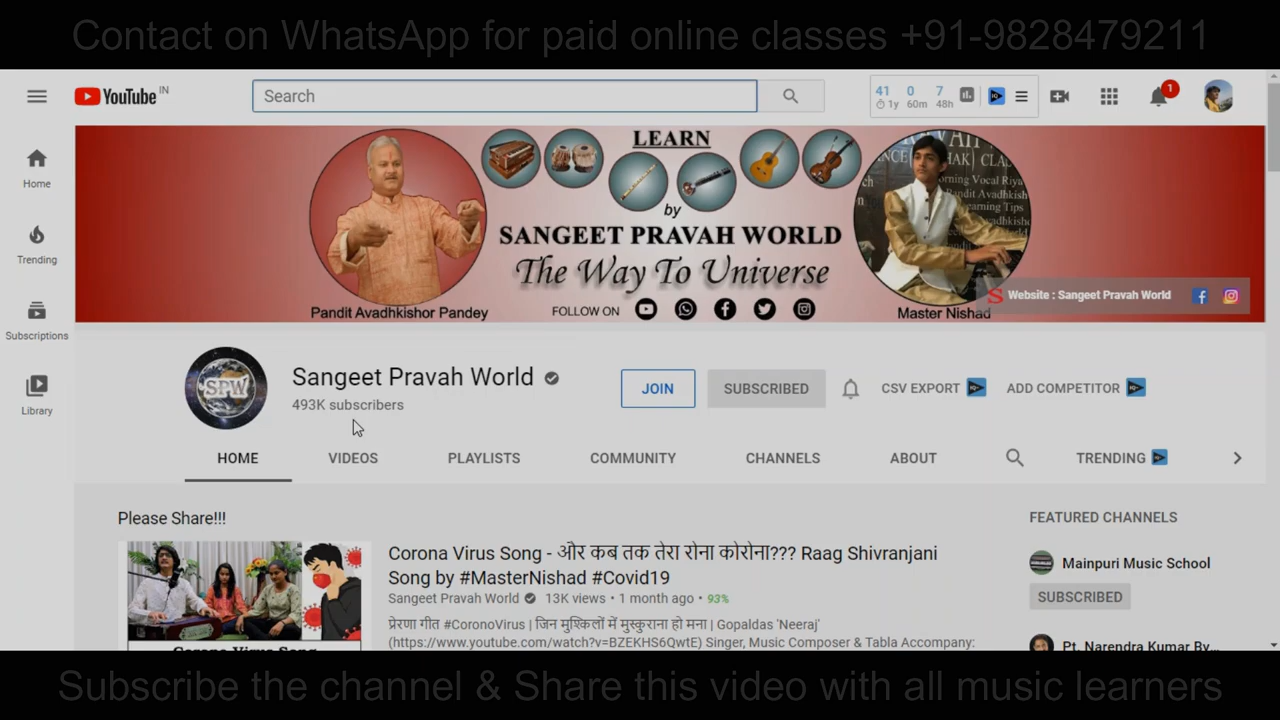 Contact on WhatsApp for paid online classes +91-9828479211
YouTube IN
Search
41 0 7
1y 60m 48h
1
Home
Trending
Subscriptions
Library
LEARN
by
SANGEET PRAVAH WORLD
The Way To Universe
Pandit Avadhkishor Pandey
FOLLOW ON
Master Nishad
Website : Sangeet Pravah World
SPW
Sangeet Pravah World
493K subscribers
JOIN
SUBSCRIBED
CSV EXPORT
ADD COMPETITOR
HOME VIDEOS PLAYLISTS COMMUNITY CHANNELS ABOUT TRENDING
Please Share!!!
FEATURED CHANNELS
Corona Virus Song - और कब तक तेरा रोना कोरोना??? Raag Shivranjani
Song by #MasterNishad #Covid19
Sangeet Pravah World 13K views • 1 month ago • 93%
प्रेरणा गीत #CoronoVirus | जिन मुश्किलों में मुस्कुराना हो मना | Gopaldas 'Neeraj'
(https://www.youtube.com/watch?v=BZEKHS6QwtE) Singer, Music Composer & Tabla Accompany:
Corona Virus Song
Mainpuri Music School
SUBSCRIBED
Pt. Narendra Kumar By...
Subscribe the channel & Share this video with all music learners